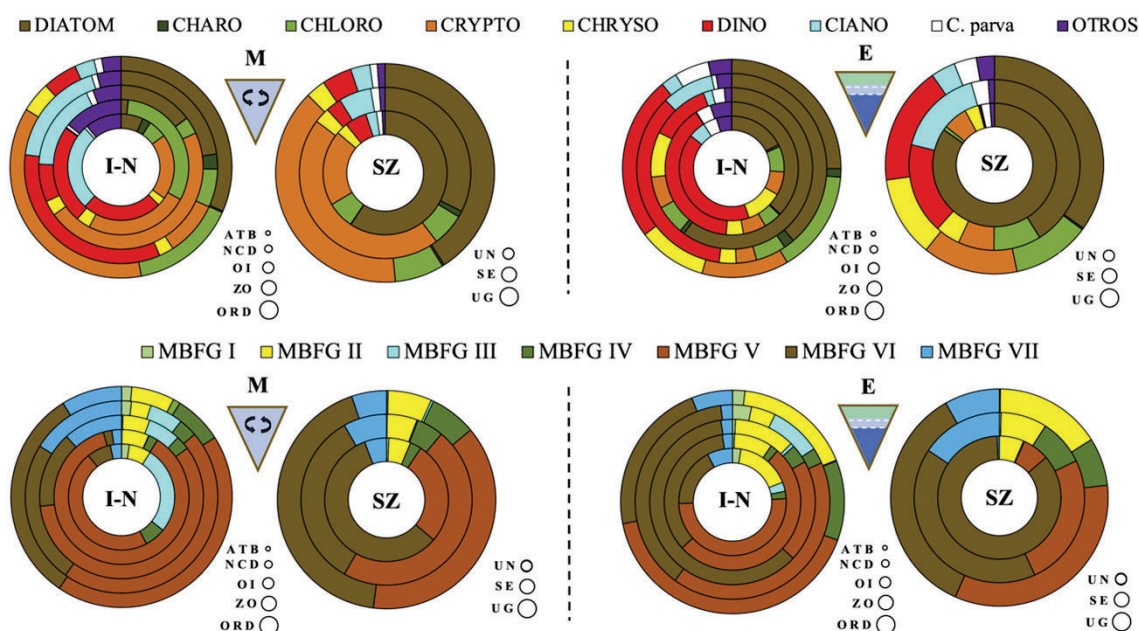 DIATOM CHARO CHLORO CRYPTO CHRYSO DINO CIANO C. parva OTROS
M E
I-N SZ I-N SZ
ATB
NCD
OI
ZO
ORD
UN
SE
UG
ATB
NCD
OI
ZO
ORD
UN
SE
UG
MBFG I MBFG II MBFG III MBFG IV MBFG V MBFG VI MBFG VII
M E
I-N SZ I-N SZ
ATB
NCD
OI
ZO
ORD
UN
SE
UG
ATB
NCD
OI
ZO
ORD
UN
SE
UG